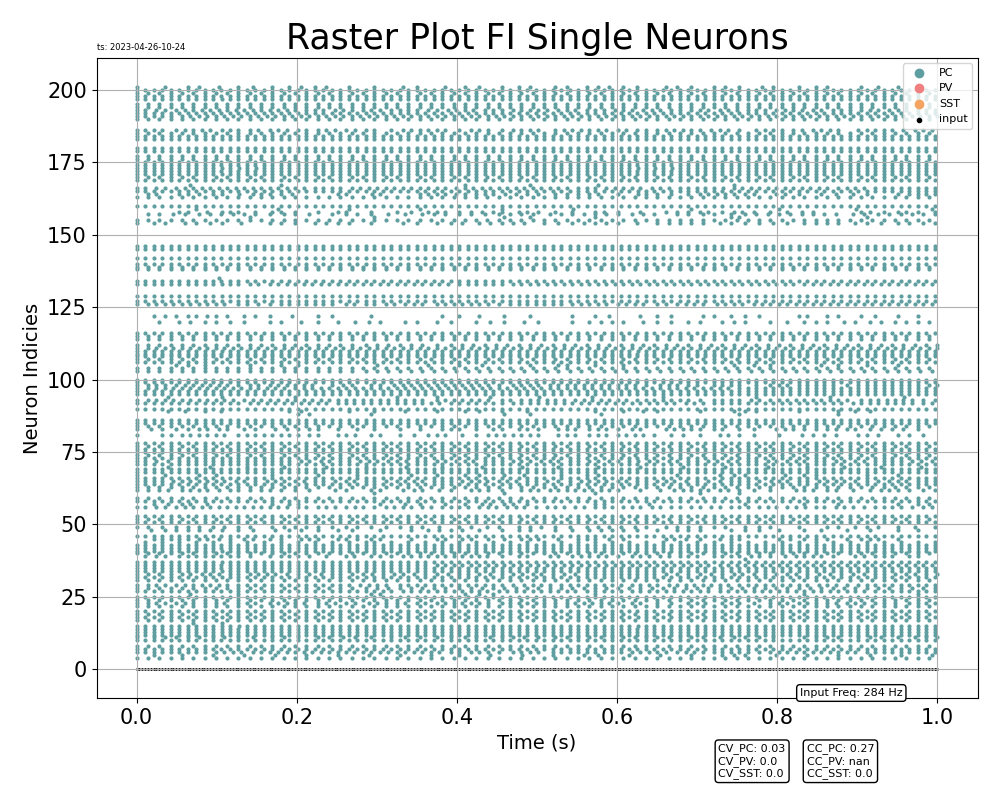 Raster Plot FI Single Neurons
ts: 2023-04-26-10-24
PC
PV
SST
input
200
175
150
125
100
75
50
25
0
Neuron Indicies
Input Freq: 284 Hz
0.0 0.2 0.4 0.6 0.8 1.0
Time (s)
CV_PC: 0.03
CV_PV: 0.0
CV_SST: 0.0
CC_PC: 0.27
CC_PV: nan
CC_SST: 0.0